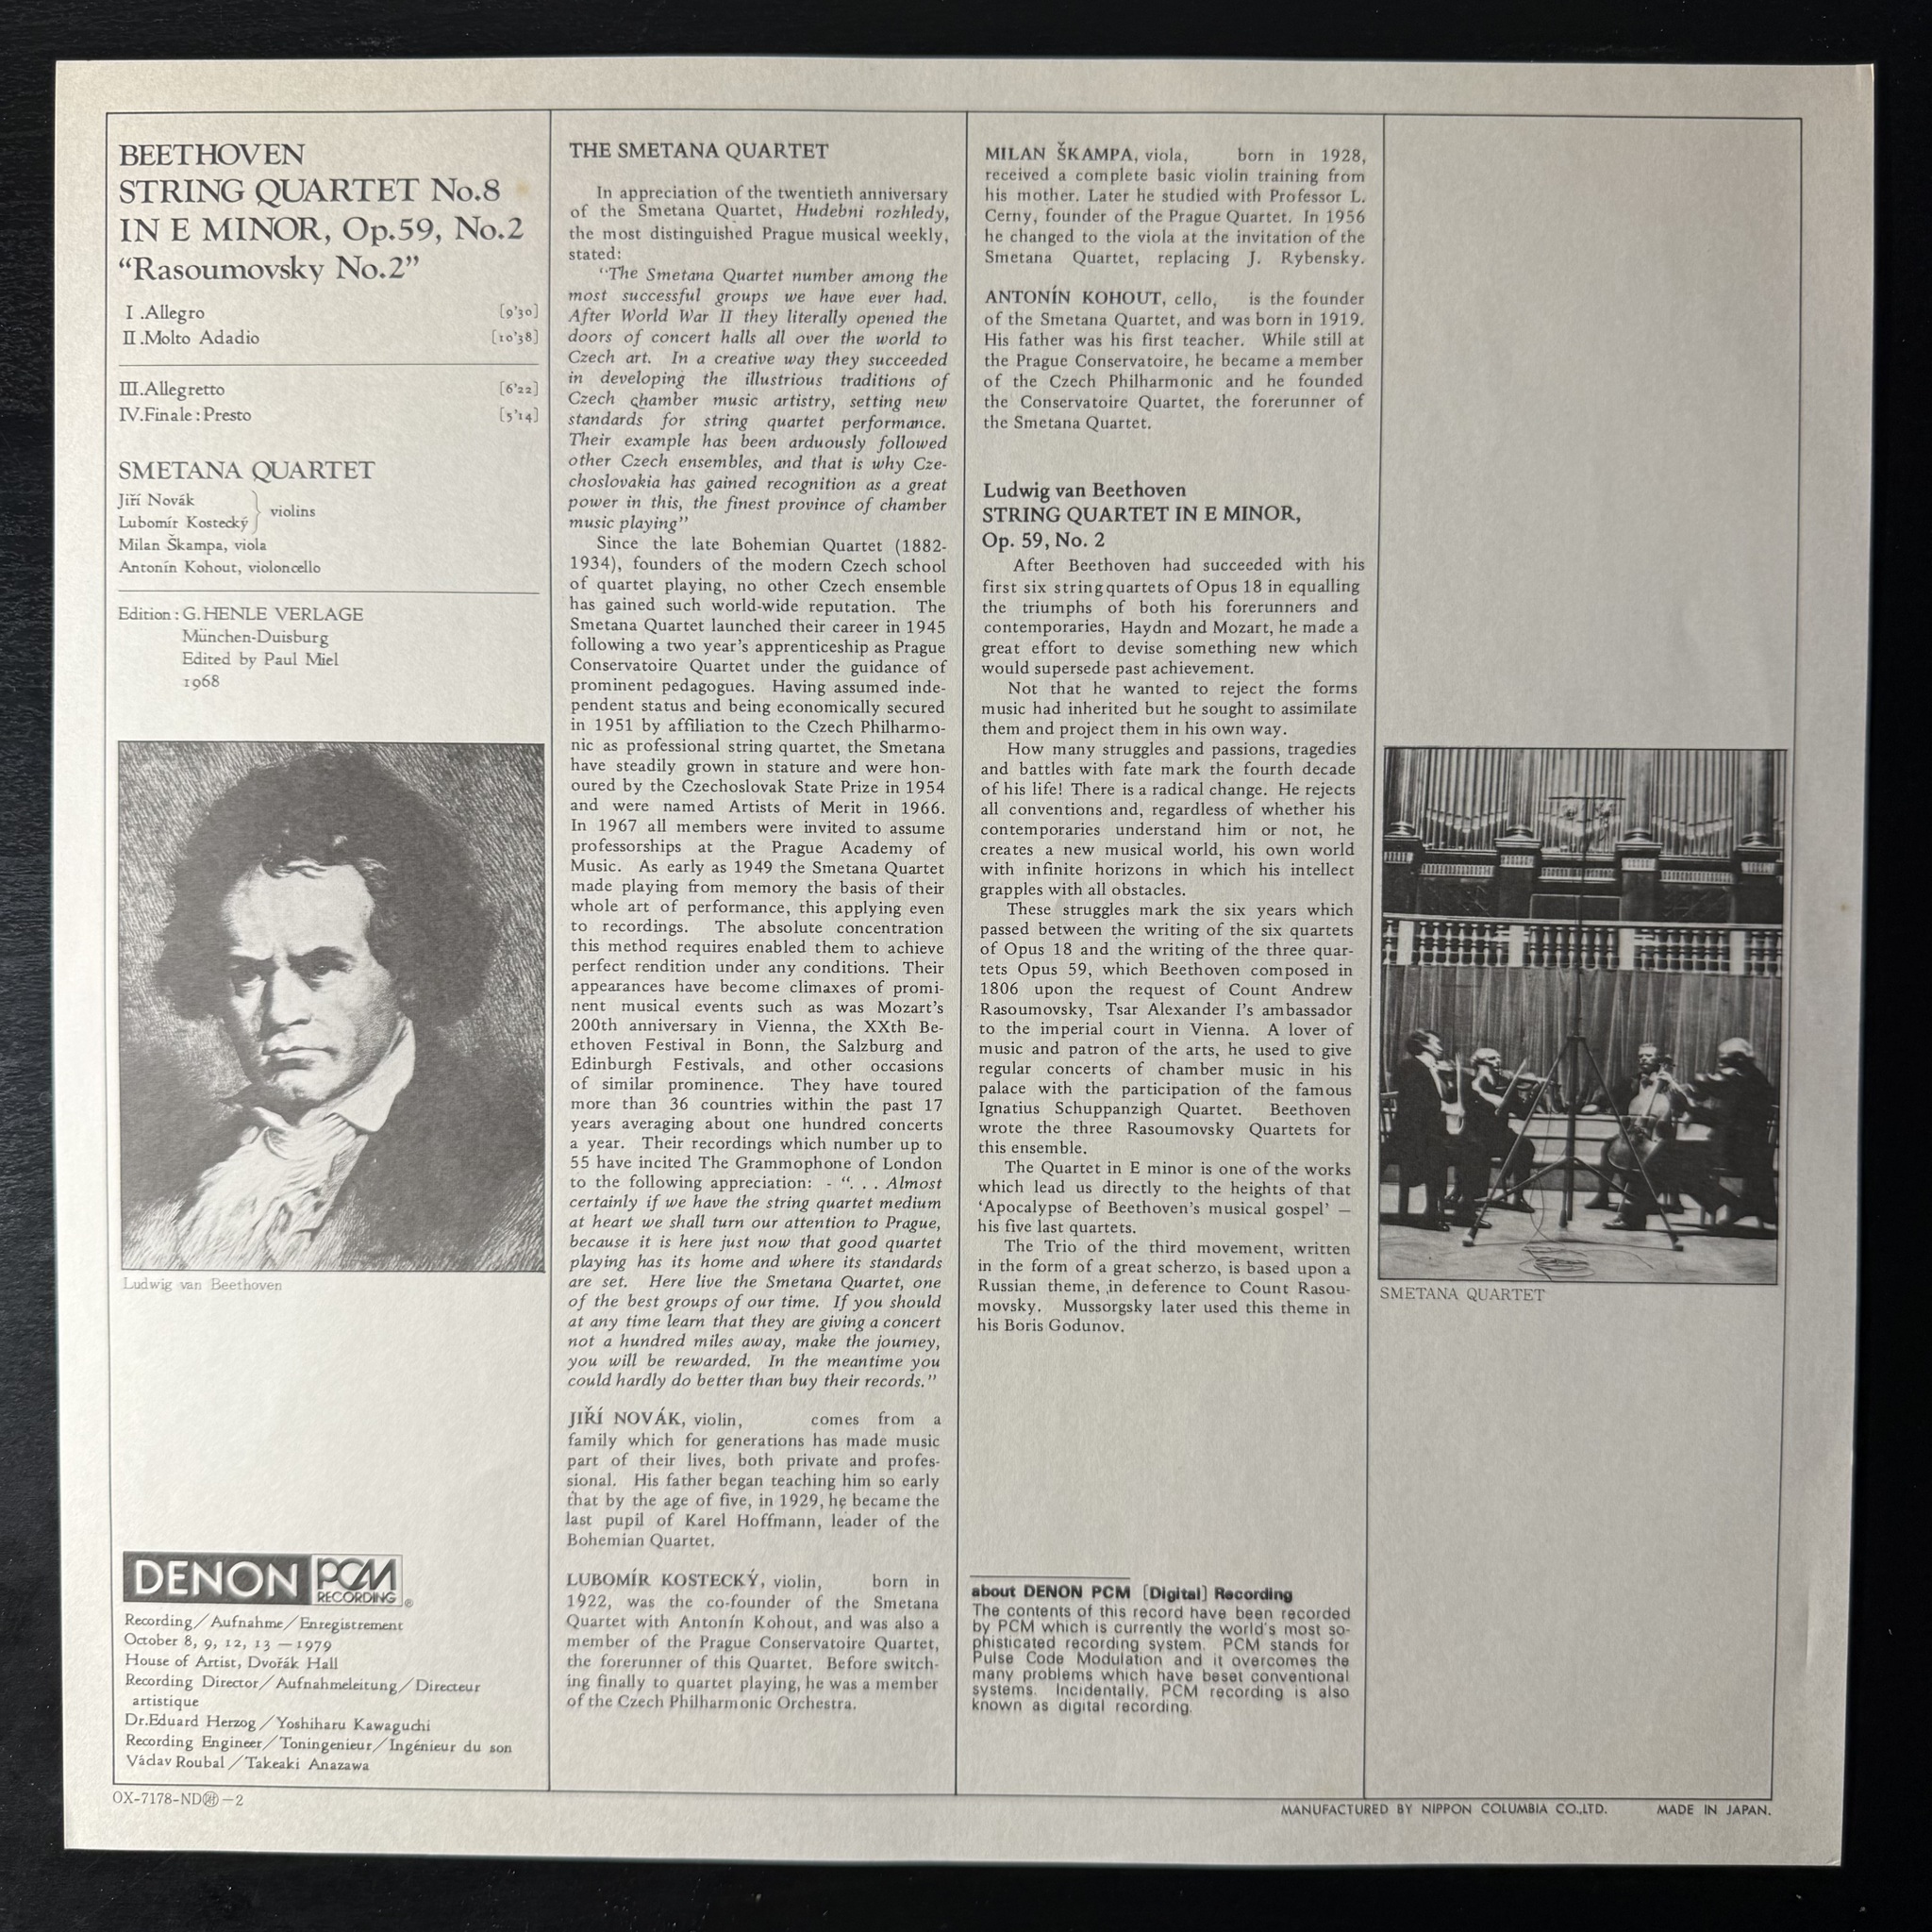 BEETHOVEN
STRING QUARTET No.8
IN E MINOR, Op.59, No.2
“Rasoumovsky No.2”
I .Allegro [9'30]
II.Molto Adadio [10'38]
III.Allegretto [6'22]
IV.Finale : Presto [5'14]
SMETANA QUARTET
Jiří Novák
Lubomír Kostecký } violins
Milan Škampa, viola
Antonín Kohout, violoncello
Edition : G. HENLE VERLAGE
München-Duisburg
Edited by Paul Miel
1968
Ludwig van Beethoven
DENON PCM
RECORDING ®
Recording／Aufnahme／Enregistrement
October 8, 9, 12, 13 — 1979
House of Artist, Dvořák Hall
Recording Director／Aufnahmeleitung／Directeur
artistique
Dr.Eduard Herzog／Yoshiharu Kawaguchi
Recording Engineer／Toningenieur／Ingénieur du son
Václav Roubal／Takeaki Anazawa
THE SMETANA QUARTET
In appreciation of the twentieth anniversary
of the Smetana Quartet, Hudebni rozhledy,
the most distinguished Prague musical weekly,
stated:
“The Smetana Quartet number among the
most successful groups we have ever had.
After World War II they literally opened the
doors of concert halls all over the world to
Czech art. In a creative way they succeeded
in developing the illustrious traditions of
Czech chamber music artistry, setting new
standards for string quartet performance.
Their example has been arduously followed
other Czech ensembles, and that is why Cze-
choslovakia has gained recognition as a great
power in this, the finest province of chamber
music playing”
Since the late Bohemian Quartet (1882-
1934), founders of the modern Czech school
of quartet playing, no other Czech ensemble
has gained such world-wide reputation. The
Smetana Quartet launched their career in 1945
following a two year's apprenticeship as Prague
Conservatoire Quartet under the guidance of
prominent pedagogues. Having assumed inde-
pendent status and being economically secured
in 1951 by affiliation to the Czech Philharmo-
nic as professional string quartet, the Smetana
have steadily grown in stature and were hon-
oured by the Czechoslovak State Prize in 1954
and were named Artists of Merit in 1966.
In 1967 all members were invited to assume
professorships at the Prague Academy of
Music. As early as 1949 the Smetana Quartet
made playing from memory the basis of their
whole art of performance, this applying even
to recordings. The absolute concentration
this method requires enabled them to achieve
perfect rendition under any conditions. Their
appearances have become climaxes of promi-
nent musical events such as was Mozart's
200th anniversary in Vienna, the XXth Be-
ethoven Festival in Bonn, the Salzburg and
Edinburgh Festivals, and other occasions
of similar prominence. They have toured
more than 36 countries within the past 17
years averaging about one hundred concerts
a year. Their recordings which number up to
55 have incited The Grammophone of London
to the following appreciation: - “. . . Almost
certainly if we have the string quartet medium
at heart we shall turn our attention to Prague,
because it is here just now that good quartet
playing has its home and where its standards
are set. Here live the Smetana Quartet, one
of the best groups of our time. If you should
at any time learn that they are giving a concert
not a hundred miles away, make the journey,
you will be rewarded. In the meantime you
could hardly do better than buy their records.”
JIŘÍ NOVÁK, violin, comes from a
family which for generations has made music
part of their lives, both private and profes-
sional. His father began teaching him so early
that by the age of five, in 1929, he became the
last pupil of Karel Hoffmann, leader of the
Bohemian Quartet.
LUBOMÍR KOSTECKÝ, violin, born in
1922, was the co-founder of the Smetana
Quartet with Antonín Kohout, and was also a
member of the Prague Conservatoire Quartet,
the forerunner of this Quartet. Before switch-
ing finally to quartet playing, he was a member
of the Czech Philharmonic Orchestra.
MILAN ŠKAMPA, viola, born in 1928,
received a complete basic violin training from
his mother. Later he studied with Professor L.
Cerny, founder of the Prague Quartet. In 1956
he changed to the viola at the invitation of the
Smetana Quartet, replacing J. Rybensky.
ANTONÍN KOHOUT, cello, is the founder
of the Smetana Quartet, and was born in 1919.
His father was his first teacher. While still at
the Prague Conservatoire, he became a member
of the Czech Philharmonic and he founded
the Conservatoire Quartet, the forerunner of
the Smetana Quartet.
Ludwig van Beethoven
STRING QUARTET IN E MINOR,
Op. 59, No. 2
After Beethoven had succeeded with his
first six string quartets of Opus 18 in equalling
the triumphs of both his forerunners and
contemporaries, Haydn and Mozart, he made a
great effort to devise something new which
would supersede past achievement.
Not that he wanted to reject the forms
music had inherited but he sought to assimilate
them and project them in his own way.
How many struggles and passions, tragedies
and battles with fate mark the fourth decade
of his life! There is a radical change. He rejects
all conventions and, regardless of whether his
contemporaries understand him or not, he
creates a new musical world, his own world
with infinite horizons in which his intellect
grapples with all obstacles.
These struggles mark the six years which
passed between the writing of the six quartets
of Opus 18 and the writing of the three quar-
tets Opus 59, which Beethoven composed in
1806 upon the request of Count Andrew
Rasoumovsky, Tsar Alexander I's ambassador
to the imperial court in Vienna. A lover of
music and patron of the arts, he used to give
regular concerts of chamber music in his
palace with the participation of the famous
Ignatius Schuppanzigh Quartet. Beethoven
wrote the three Rasoumovsky Quartets for
this ensemble.
The Quartet in E minor is one of the works
which lead us directly to the heights of that
‘Apocalypse of Beethoven's musical gospel’ —
his five last quartets.
The Trio of the third movement, written
in the form of a great scherzo, is based upon a
Russian theme, in deference to Count Rasou-
movsky. Mussorgsky later used this theme in
his Boris Godunov.
about DENON PCM [Digital] Recording
The contents of this record have been recorded
by PCM which is currently the world's most so-
phisticated recording system. PCM stands for
Pulse Code Modulation and it overcomes the
many problems which have beset conventional
systems. Incidentally, PCM recording is also
known as digital recording.
SMETANA QUARTET
OX-7178-ND㊞—2
MANUFACTURED BY NIPPON COLUMBIA CO.,LTD. MADE IN JAPAN.